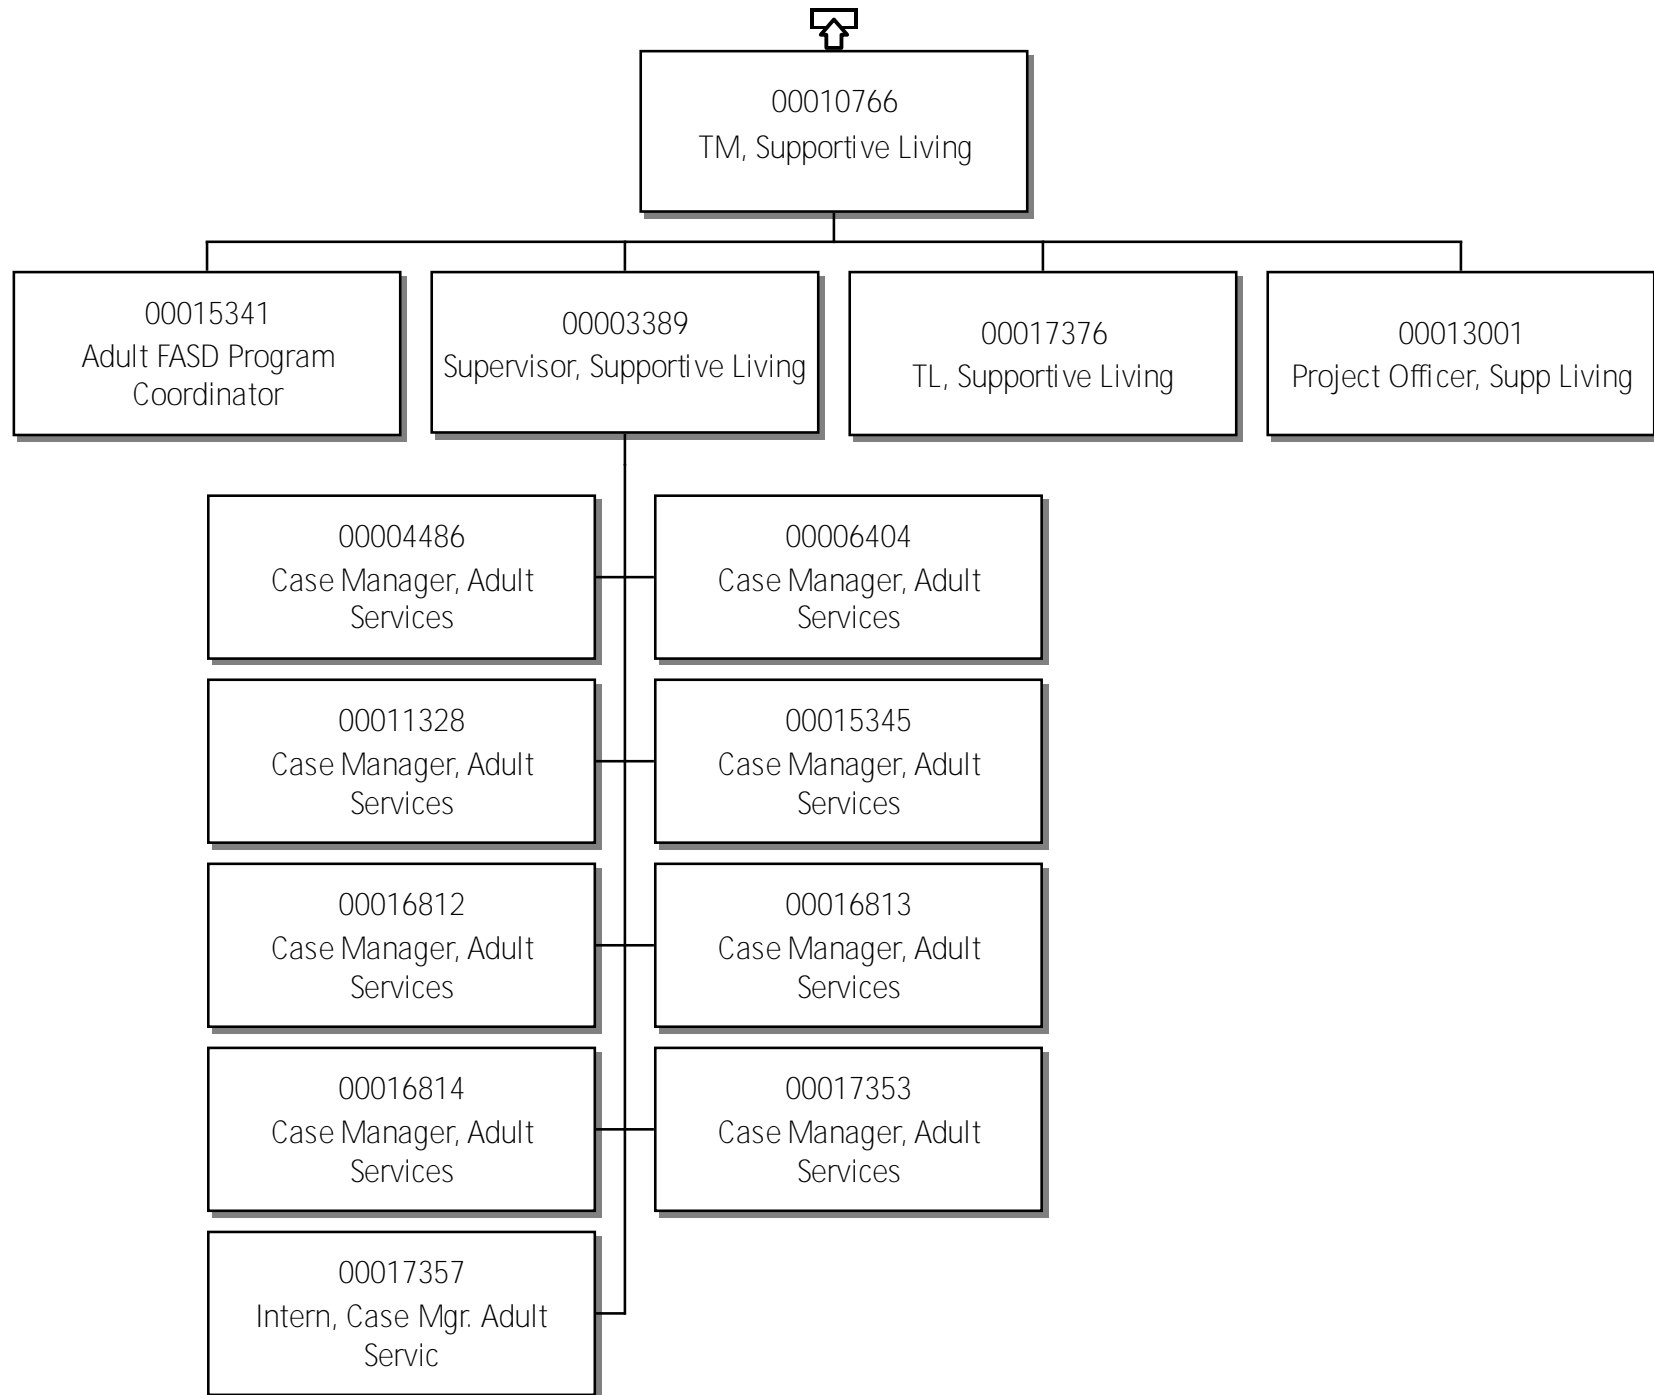 00010766
TM, Supportive Living
00015341
Adult FASD Program
Coordinator
00003389
Supervisor, Supportive Living
00017376
TL, Supportive Living
00013001
Project Officer, Supp Living
00004486
Case Manager, Adult
Services
00006404
Case Manager, Adult
Services
00011328
Case Manager, Adult
Services
00015345
Case Manager, Adult
Services
00016812
Case Manager, Adult
Services
00016813
Case Manager, Adult
Services
00016814
Case Manager, Adult
Services
00017353
Case Manager, Adult
Services
00017357
Intern, Case Mgr. Adult
Servic